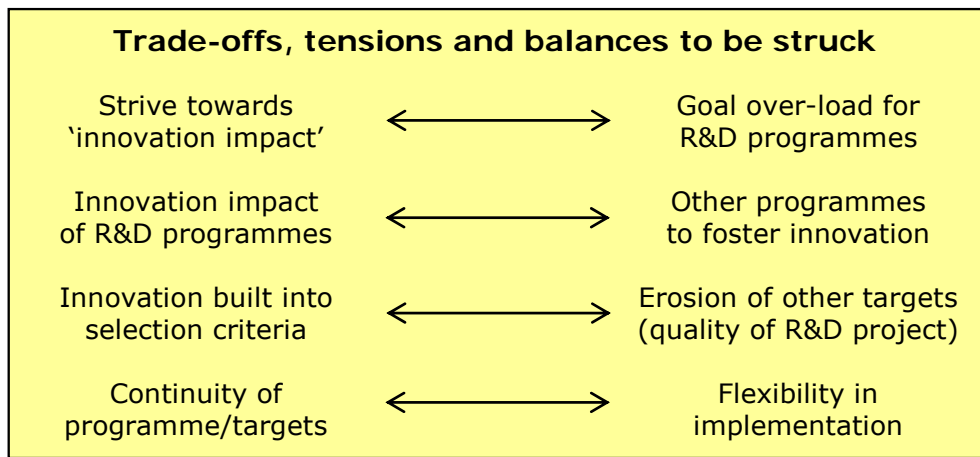 Trade-offs, tensions and balances to be struck
Strive towards
‘innovation impact’
Goal over-load for
R&D programmes
Innovation impact
of R&D programmes
Other programmes
to foster innovation
Innovation built into
selection criteria
Erosion of other targets
(quality of R&D project)
Continuity of
programme/targets
Flexibility in
implementation